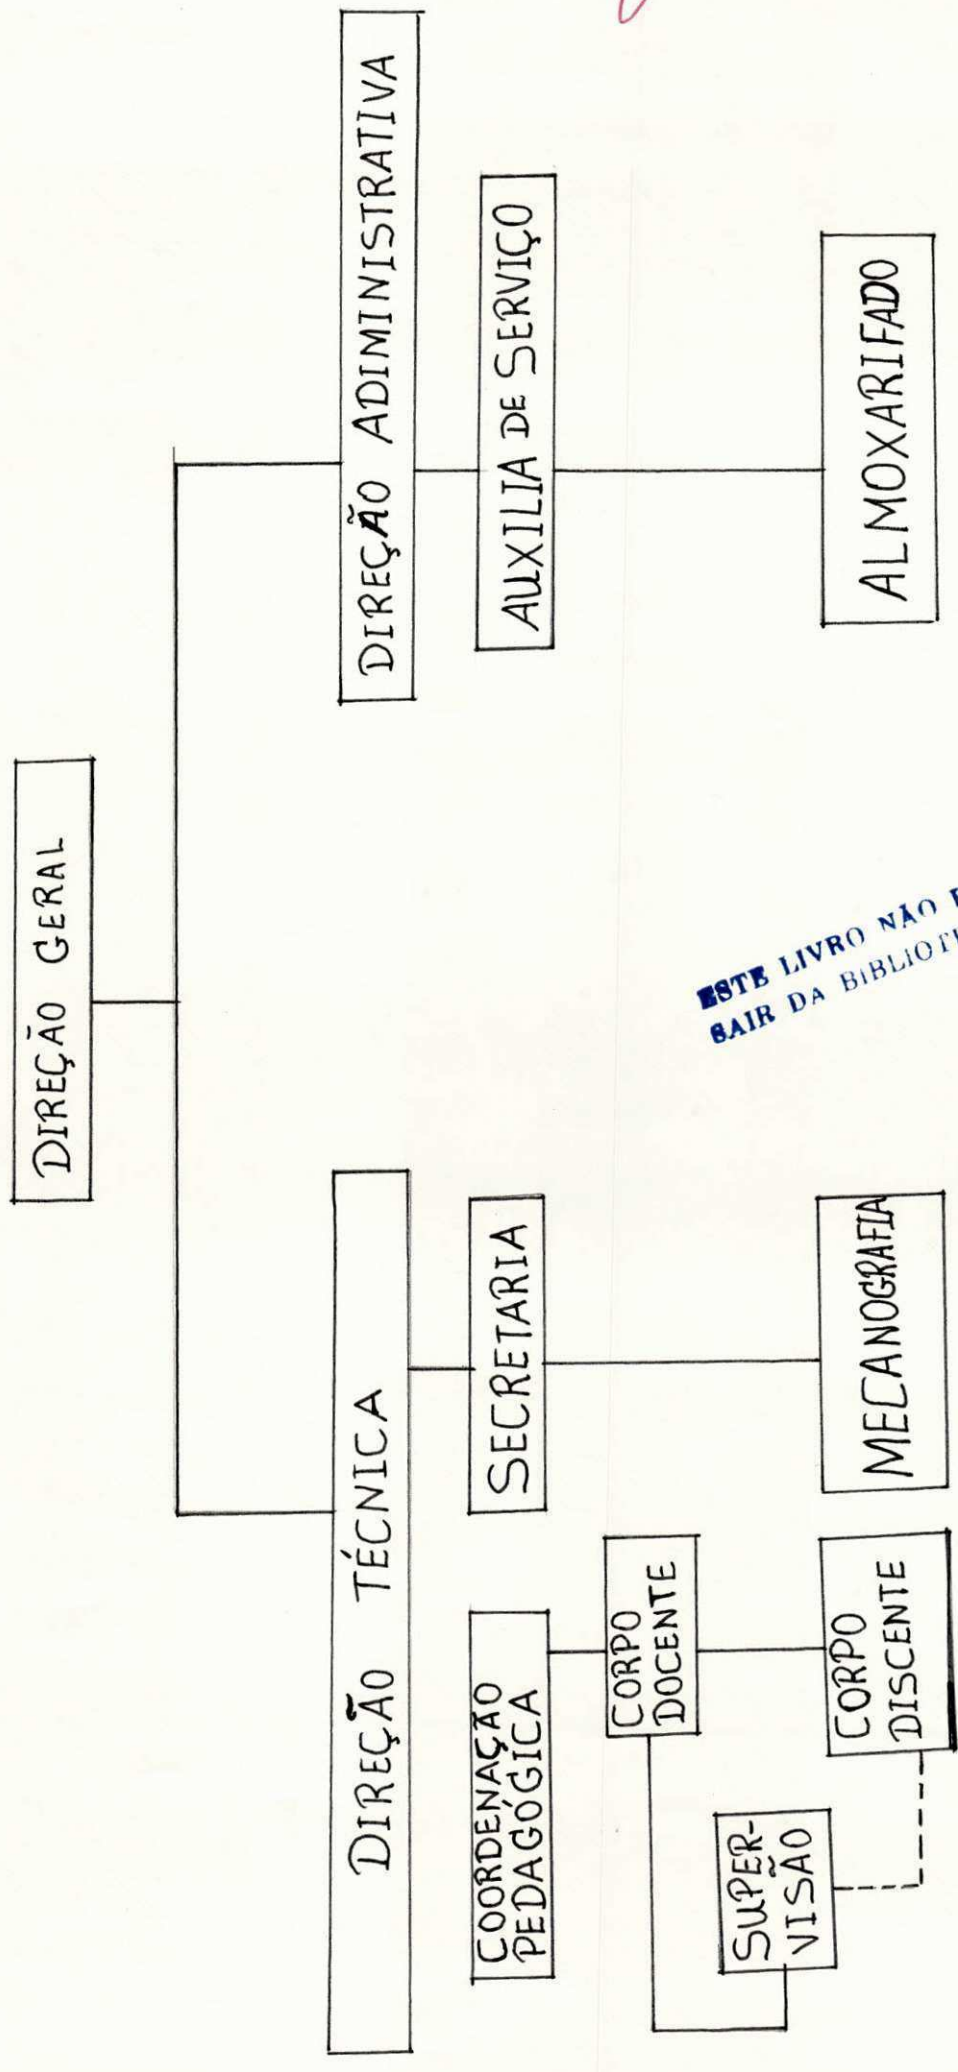 DIREÇÃO GERAL
DIREÇÃO TÉCNICA
DIREÇÃO ADIMINISTRATIVA
COORDENAÇÃO
PEDAGÓGICA
SECRETARIA
AUXILIA DE SERVIÇO
CORPO
DOCENTE
SUPER-
VISÃO
CORPO
DISCENTE
MECANOGRAFIA
ALMOXARIFADO
ESTE LIVRO NÃO
SAIR DA